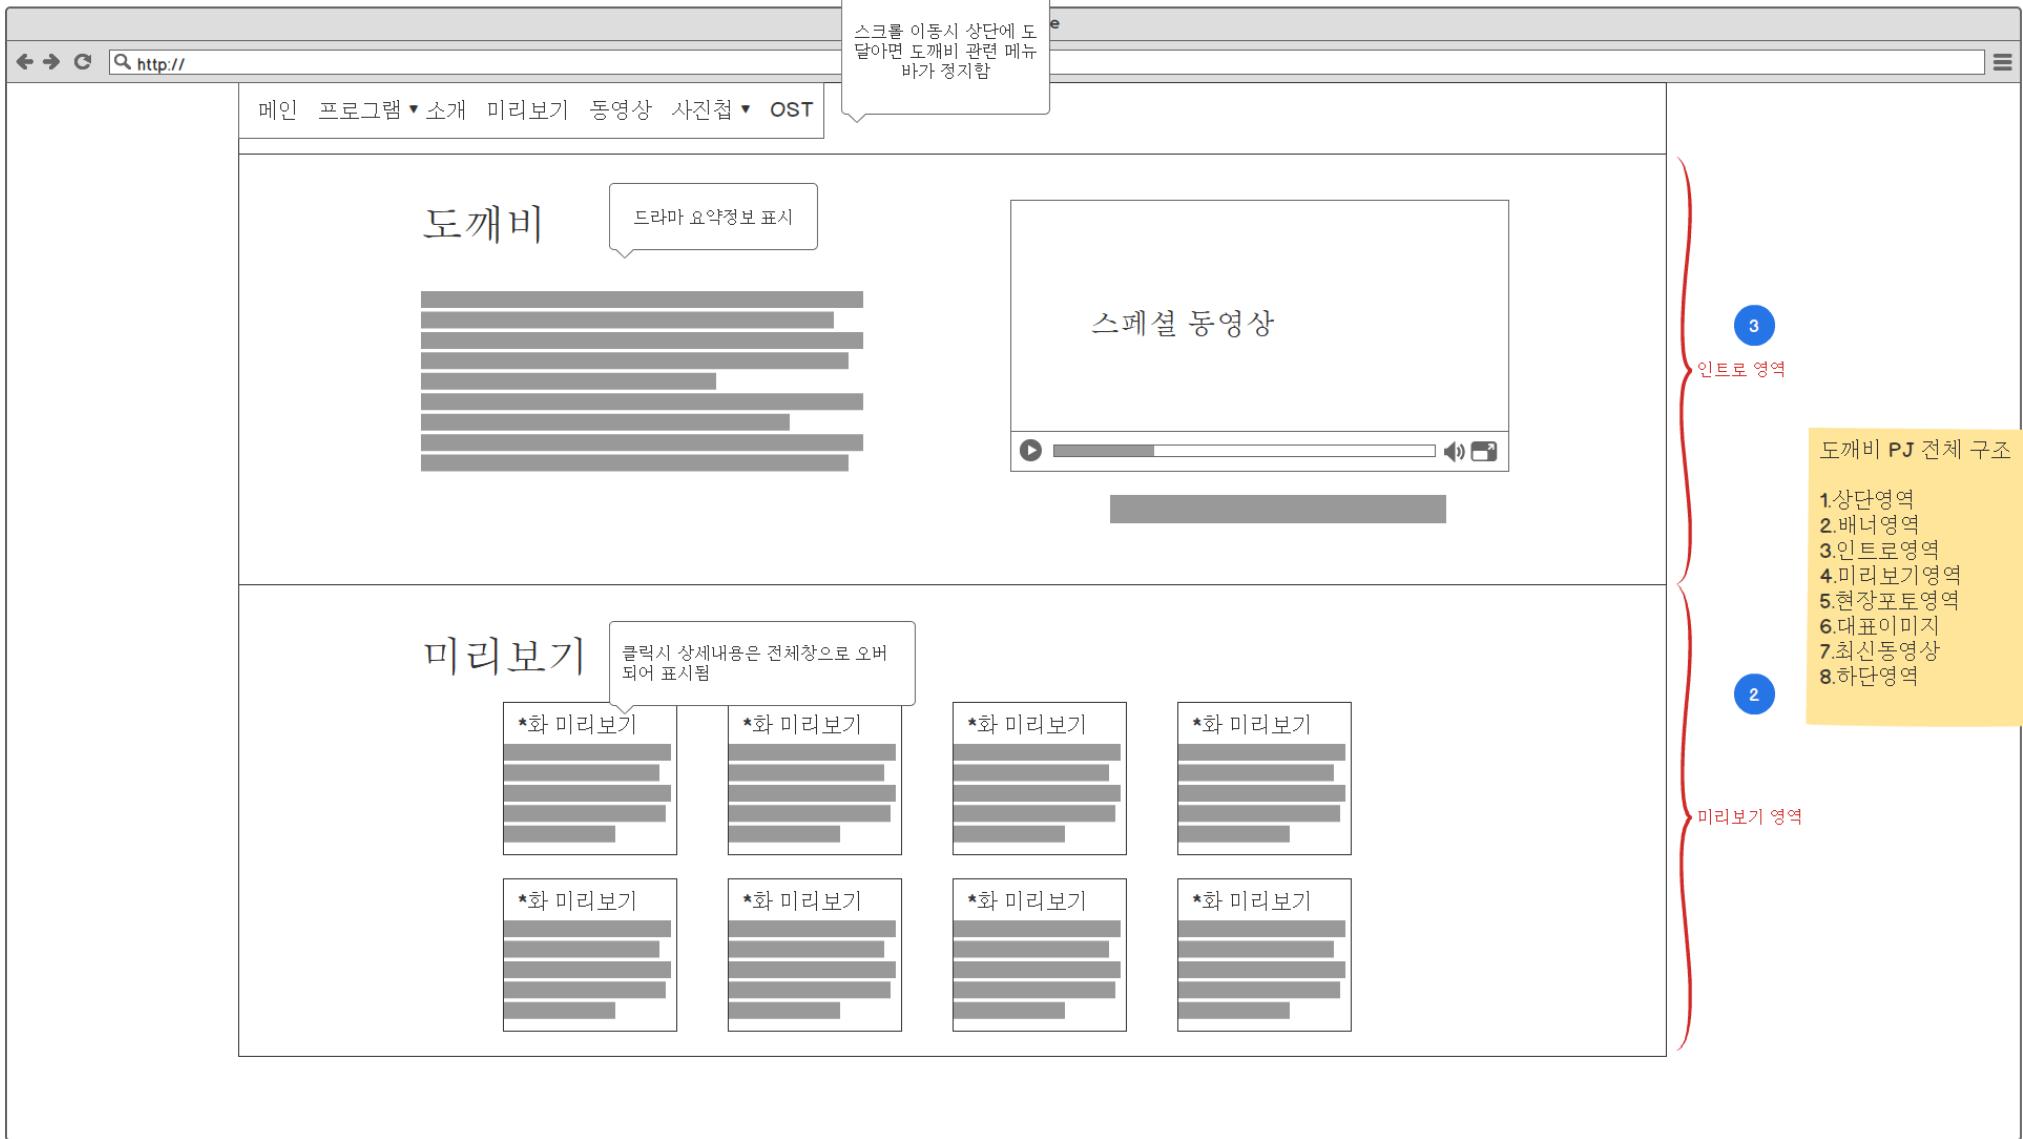 e
스크롤 이동시 상단에 도
달아면 도깨비 관련 메뉴
바가 정지함
http://
메인 프로그램 ▼ 소개 미리보기 동영상 사진첩 ▼ OST
도깨비
드라마 요약정보 표시
스페셜 동영상
3
인트로 영역
도깨비 PJ 전체 구조
1.상단영역
2.배너영역
3.인트로영역
4.미리보기영역
5.현장포토영역
6.대표이미지
7.최신동영상
8.하단영역
미리보기
클릭시 상세내용은 전체창으로 오버
되어 표시됨
2
*화 미리보기 *화 미리보기 *화 미리보기 *화 미리보기
미리보기 영역
*화 미리보기 *화 미리보기 *화 미리보기 *화 미리보기